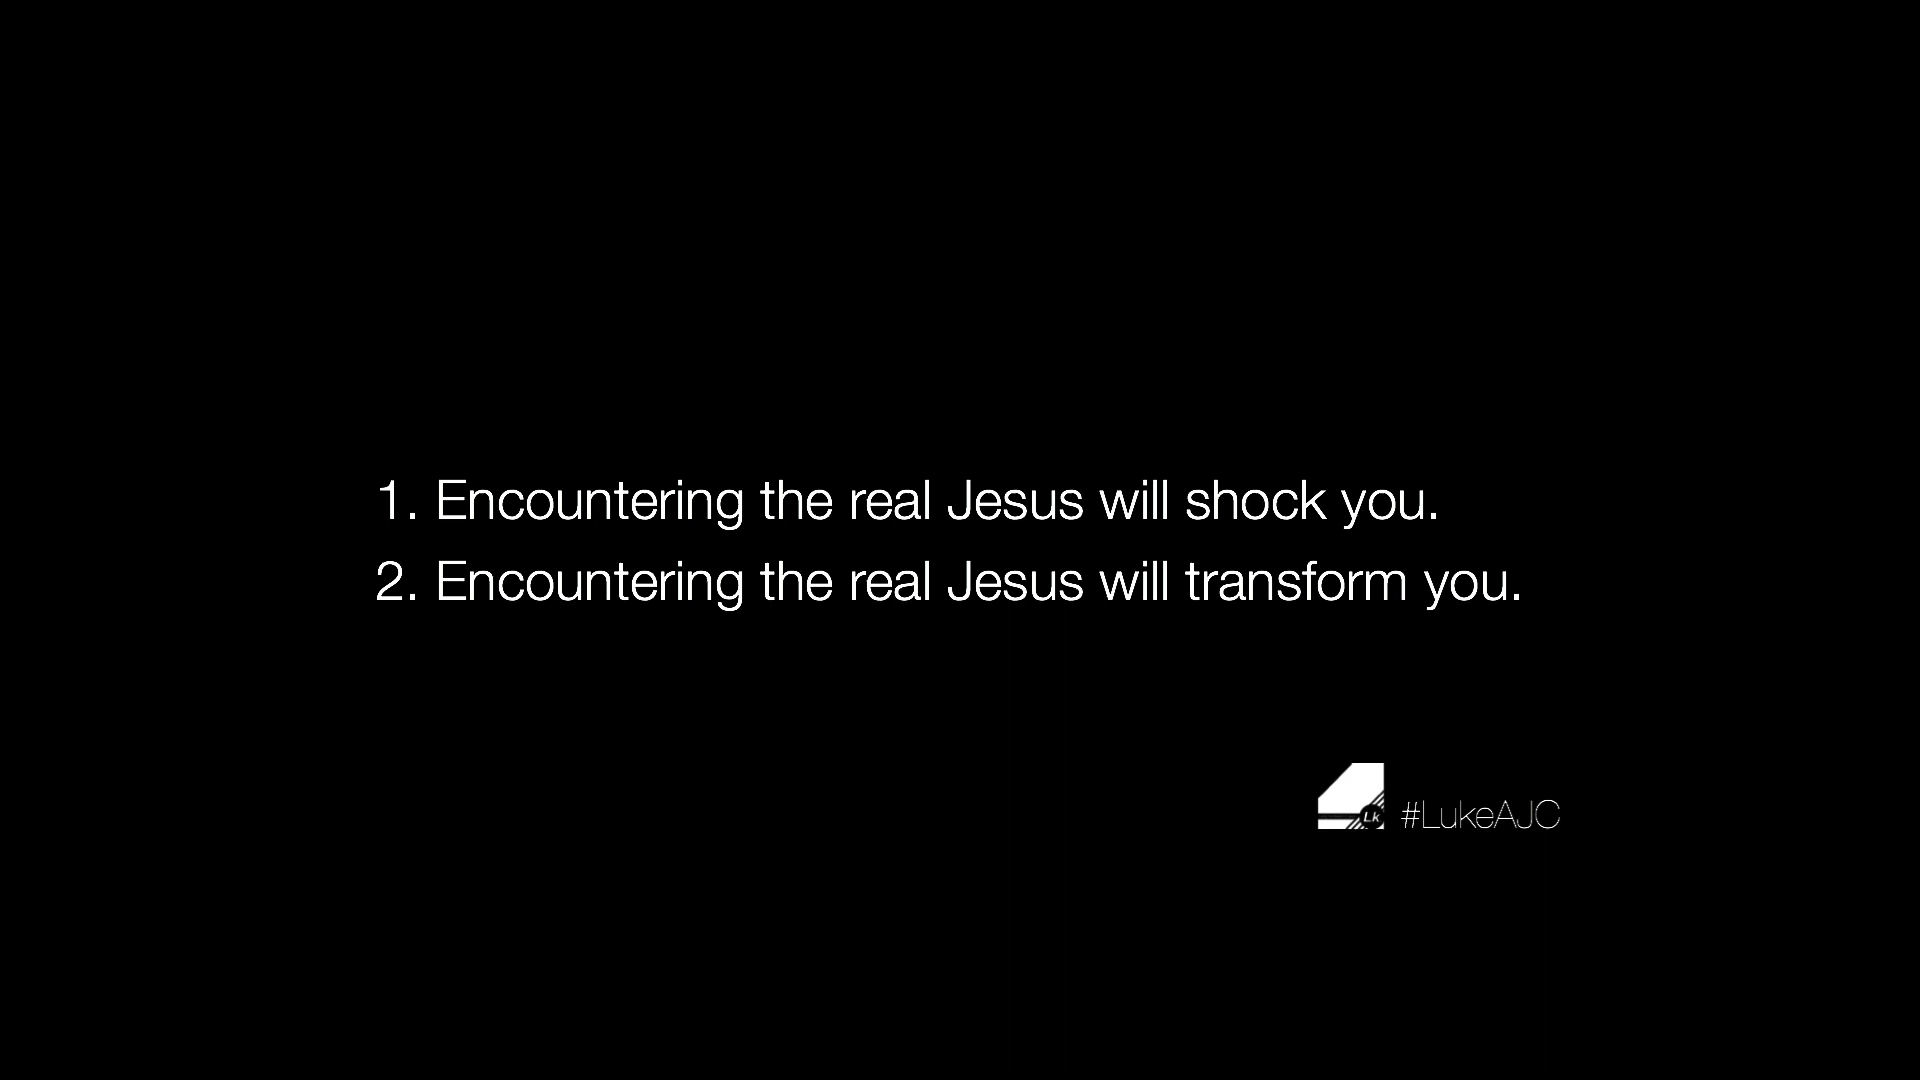 1. Encountering the real Jesus will shock you.
2. Encountering the real Jesus will transform you.
Lk
#LukeAJC